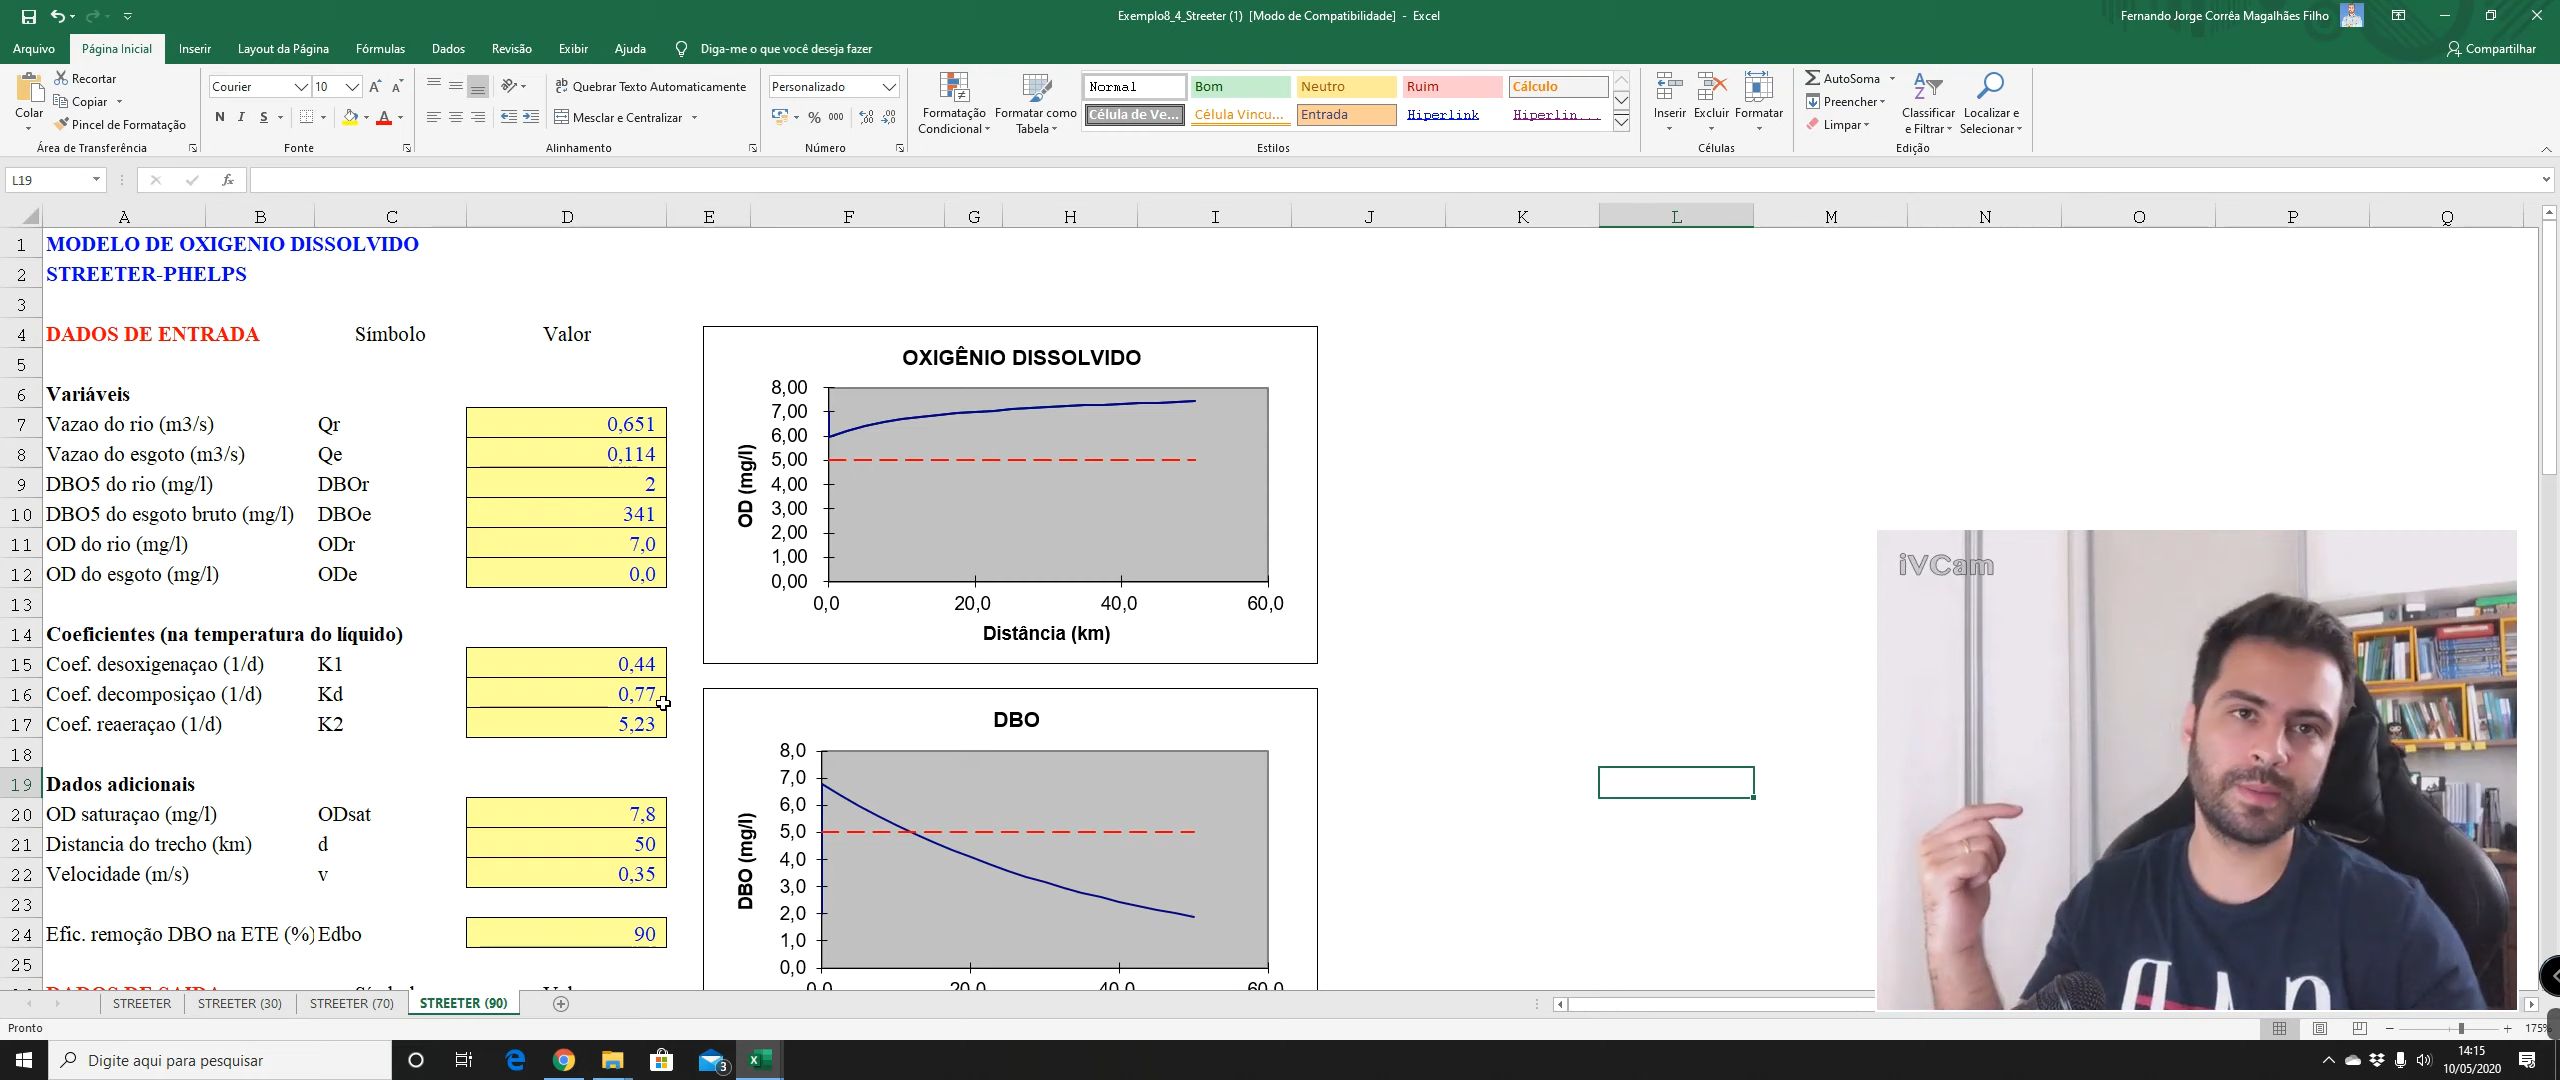 Exemplo8_4_Streeter (1) [Modo de Compatibilidade] - Excel
Fernando Jorge Corrêa Magalhães Filho
Arquivo Página Inicial Inserir Layout da Página Fórmulas Dados Revisão Exibir Ajuda Diga-me o que você deseja fazer
Compartilhar
Colar
Recortar
Copiar
Pincel de Formatação
Área de Transferência
Courier 10
N I S
Fonte
Quebrar Texto Automaticamente
Mesclar e Centralizar
Alinhamento
Personalizado
% 000
Número
Formatação Condicional
Formatar como Tabela
Normal Bom Neutro Ruim Cálculo
Célula de Ve... Célula Vincu... Entrada Hiperlink Hiperlin...
Estilos
Inserir Excluir Formatar
Células
AutoSoma
Preencher
Limpar
Classificar e Filtrar
Localizar e Selecionar
Edição
L19
fx
A B C D E F G H I J K L M N O P Q
1 MODELO DE OXIGENIO DISSOLVIDO
2 STREETER-PHELPS
3
4 DADOS DE ENTRADA Símbolo Valor
5
6 Variáveis
7 Vazao do rio (m3/s) Qr 0,651
8 Vazao do esgoto (m3/s) Qe 0,114
9 DBO5 do rio (mg/l) DBOr 2
10 DBO5 do esgoto bruto (mg/l) DBOe 341
11 OD do rio (mg/l) ODr 7,0
12 OD do esgoto (mg/l) ODe 0,0
13
14 Coeficientes (na temperatura do líquido)
15 Coef. desoxigenaçao (1/d) K1 0,44
16 Coef. decomposiçao (1/d) Kd 0,77
17 Coef. reaeraçao (1/d) K2 5,23
18
19 Dados adicionais
20 OD saturaçao (mg/l) ODsat 7,8
21 Distancia do trecho (km) d 50
22 Velocidade (m/s) v 0,35
23
24 Efic. remoção DBO na ETE (%) Edbo 90
25
OXIGÊNIO DISSOLVIDO
OD (mg/l)
8,00
7,00
6,00
5,00
4,00
3,00
2,00
1,00
0,00
0,0 20,0 40,0 60,0
Distância (km)
DBO
DBO (mg/l)
8,0
7,0
6,0
5,0
4,0
3,0
2,0
1,0
0,0
0,0 20,0 40,0 60,0
iVCam
STREETER STREETER (30) STREETER (70) STREETER (90)
Pronto
175%
Digite aqui para pesquisar
3
14:15
10/05/2020